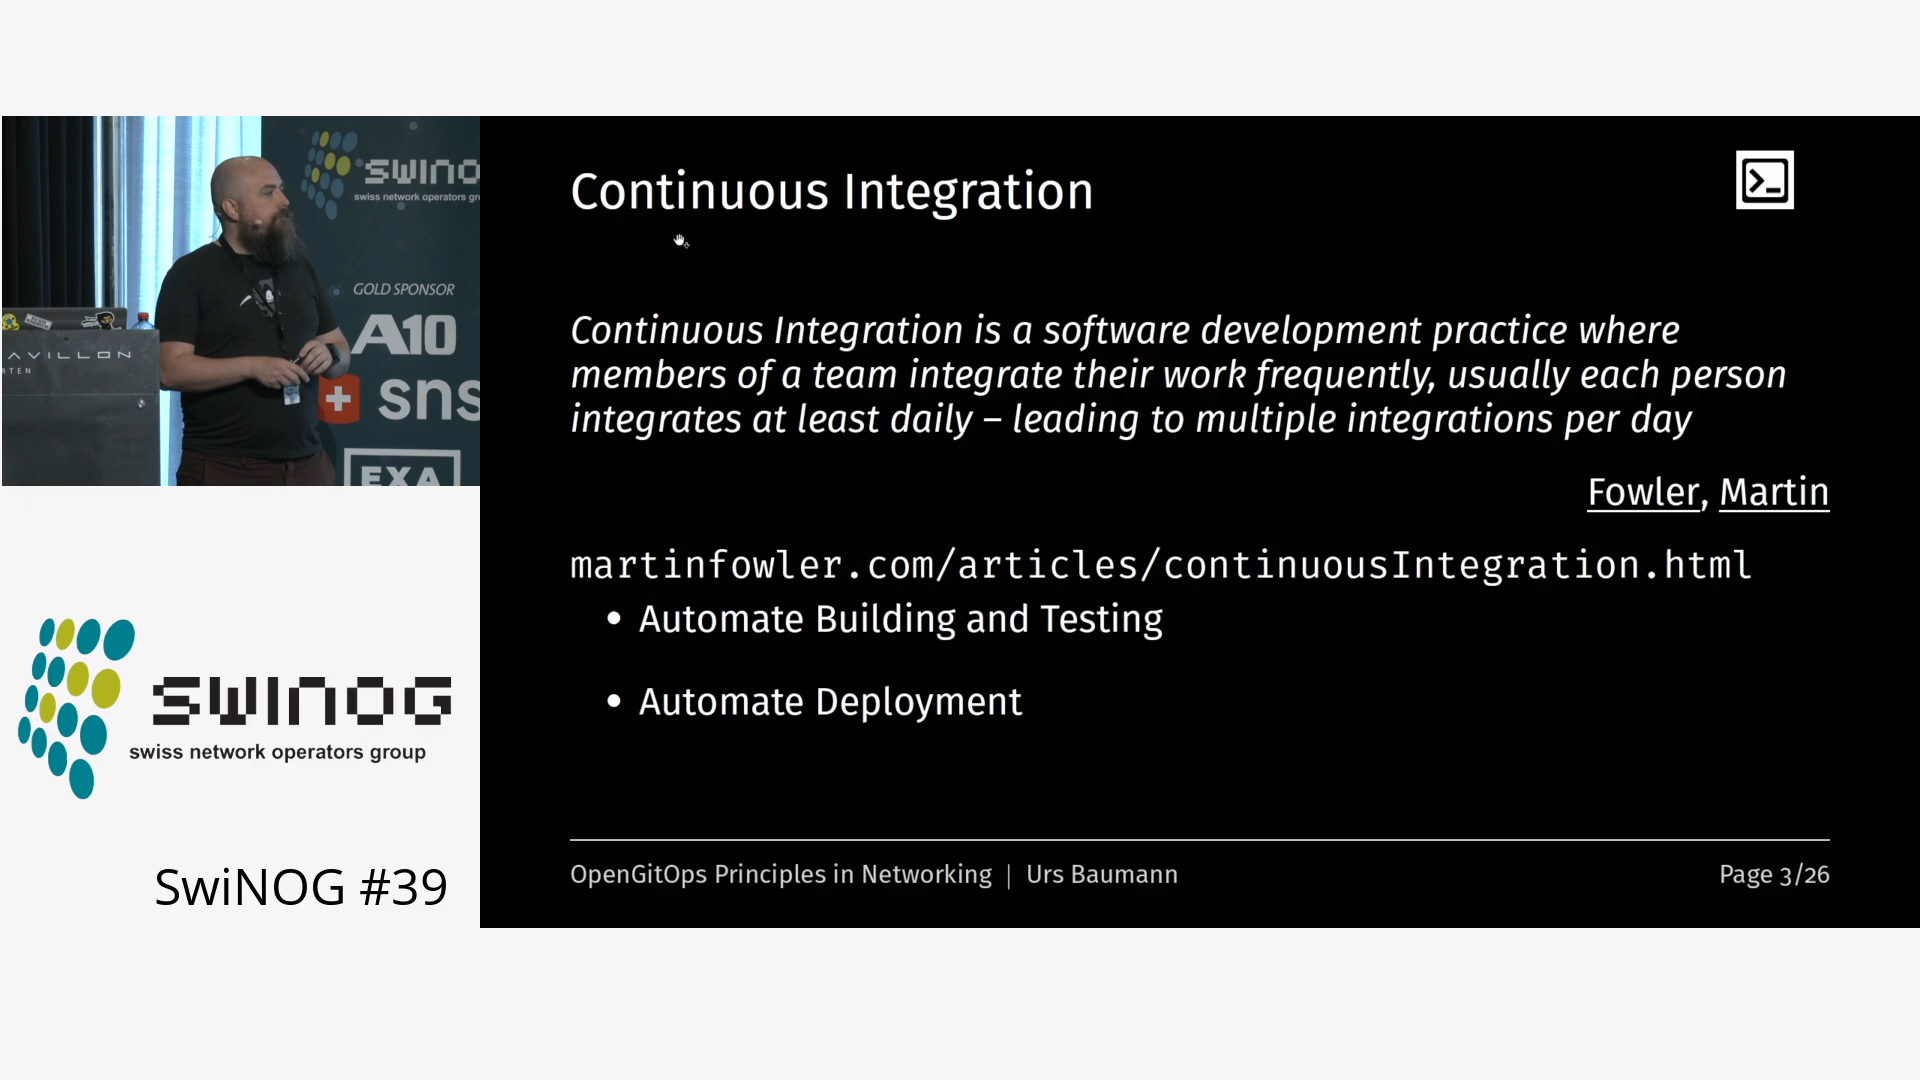 SWINO
swiss network operators gr
GOLD SPONSOR
A10
sns
EXA
AVILLON
RTEN
swinog
swiss network operators group
SwiNOG #39
Continuous Integration
Continuous Integration is a software development practice where
members of a team integrate their work frequently, usually each person
integrates at least daily – leading to multiple integrations per day
Fowler, Martin
martinfowler.com/articles/continuousIntegration.html
• Automate Building and Testing
• Automate Deployment
OpenGitOps Principles in Networking | Urs Baumann
Page 3/26